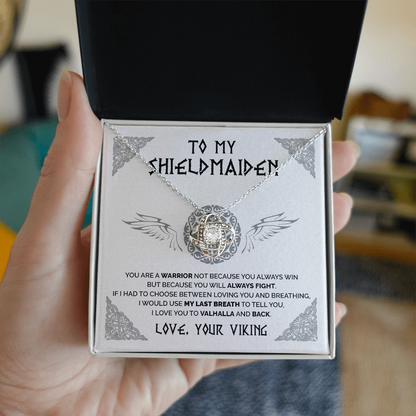 TO MY
SHIELDMAIDEN
YOU ARE A WARRIOR NOT BECAUSE YOU ALWAYS WIN
BUT BECAUSE YOU WILL ALWAYS FIGHT.
IF I HAD TO CHOOSE BETWEEN LOVING YOU AND BREATHING,
I WOULD USE MY LAST BREATH TO TELL YOU,
I LOVE YOU TO VALHALLA AND BACK.
LOVE, YOUR VIKING